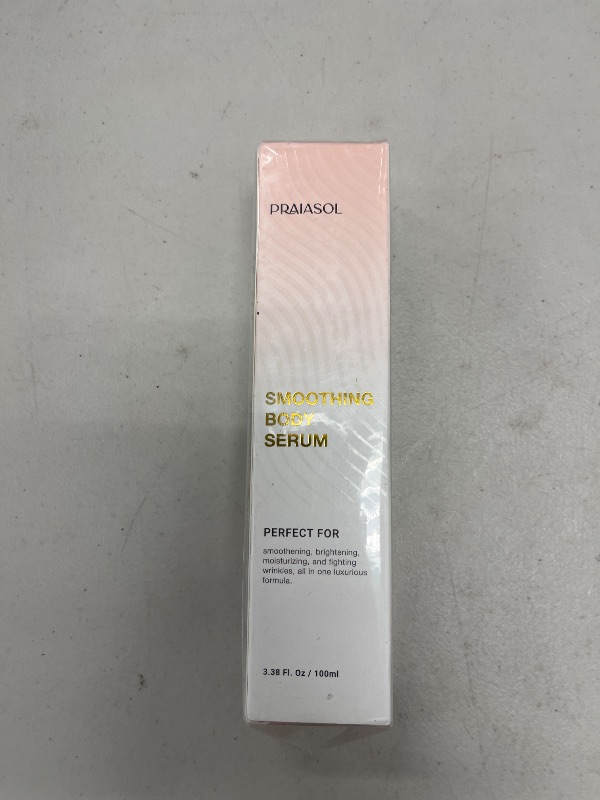 PRAIASOL
SMOOTHING
BODY
SERUM
PERFECT FOR
smoothening, brightening,
moisturizing, and fighting
wrinkles, all in one luxurious
formula.
3.38 Fl. Oz / 100ml